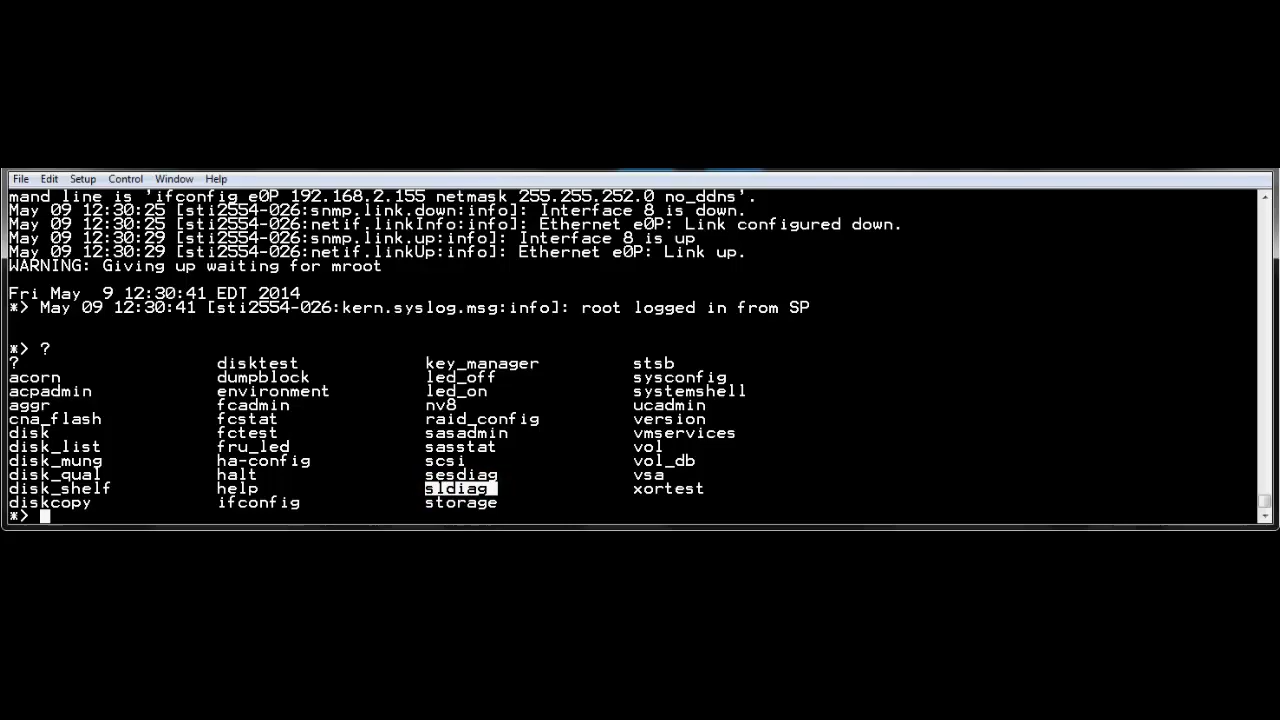 File Edit Setup Control Window Help
mand line is 'ifconfig e0P 192.168.2.155 netmask 255.255.252.0 no_ddns'.
May 09 12:30:25 [sti2554-026:snmp.link.down:info]: Interface 8 is down.
May 09 12:30:25 [sti2554-026:netif.linkInfo:info]: Ethernet e0P: Link configured down.
May 09 12:30:29 [sti2554-026:snmp.link.up:info]: Interface 8 is up
May 09 12:30:29 [sti2554-026:netif.linkUp:info]: Ethernet e0P: Link up.
WARNING: Giving up waiting for mroot
Fri May  9 12:30:41 EDT 2014
*> May 09 12:30:41 [sti2554-026:kern.syslog.msg:info]: root logged in from SP
*> ?
? disktest key_manager stsb
acorn dumpblock led_off sysconfig
acpadmin environment led_on systemshell
aggr fcadmin nv8 ucadmin
cna_flash fcstat raid_config version
disk fctest sasadmin vmservices
disk_list fru_led sasstat vol
disk_mung ha-config scsi vol_db
disk_qual halt sesdiag vsa
disk_shelf help sldiag xortest
diskcopy ifconfig storage
*>